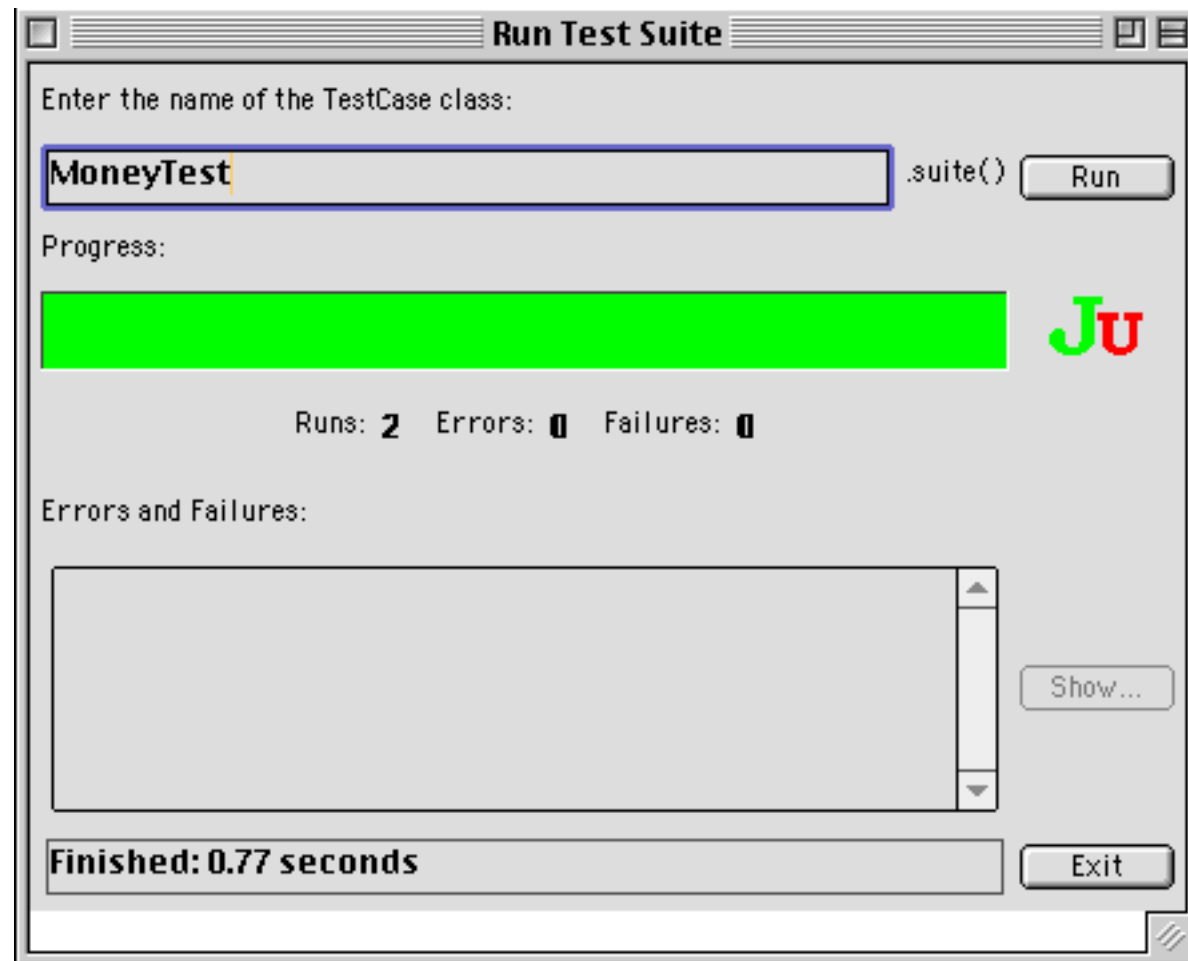 Run Test Suite
Enter the name of the TestCase class:
MoneyTest .suite() Run
Progress:
JU
Runs: 2 Errors: 0 Failures: 0
Errors and Failures:
Show...
Finished: 0.77 seconds Exit